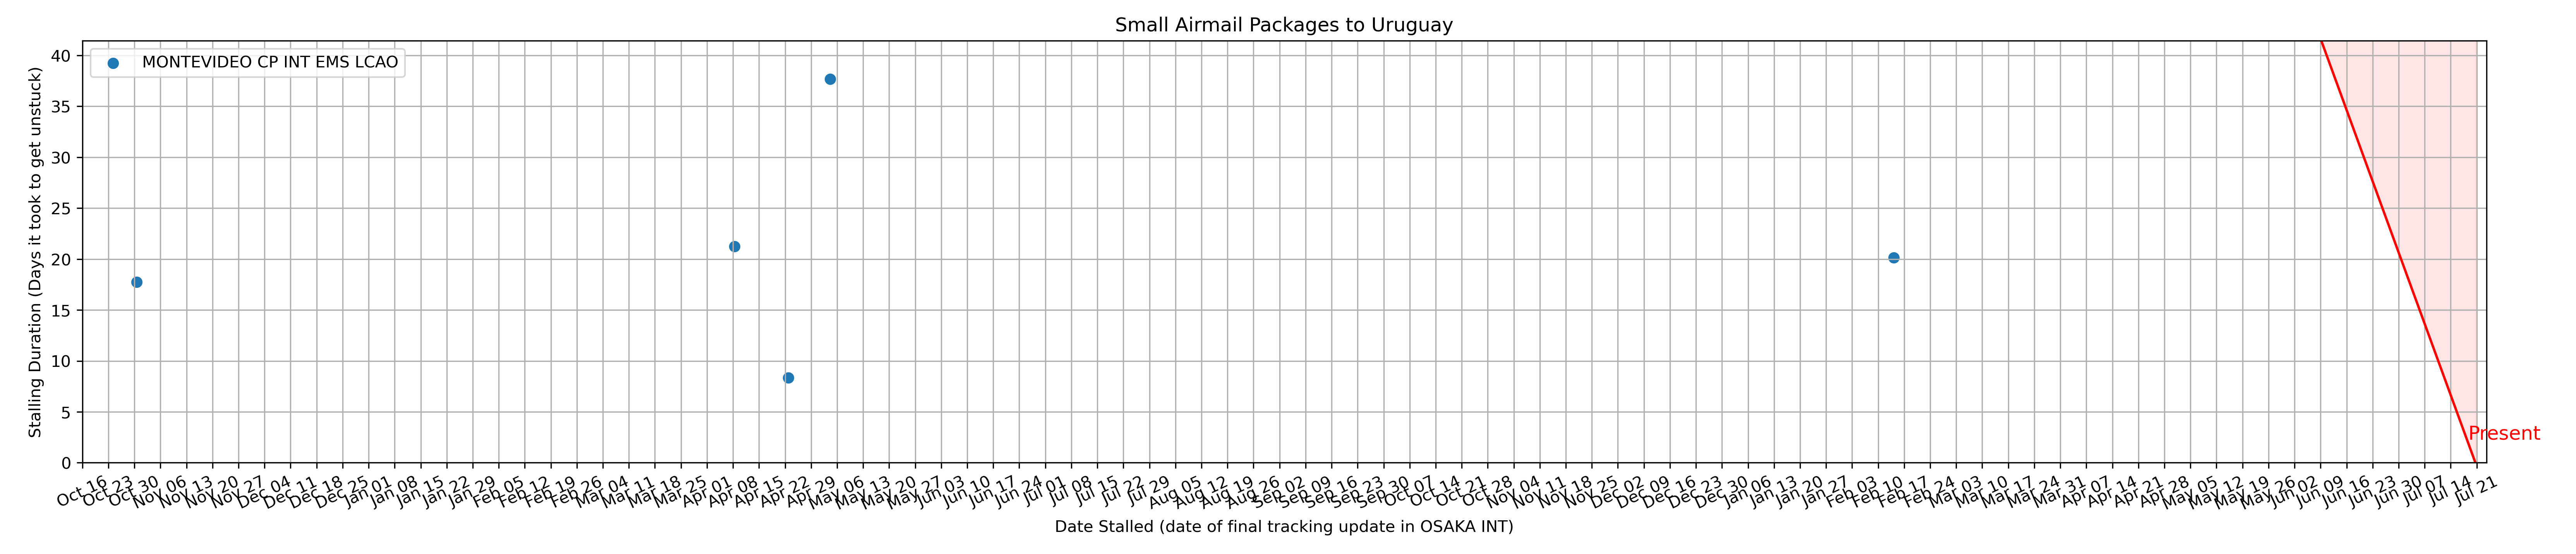 Small Airmail Packages to Uruguay
MONTEVIDEO CP INT EMS LCAO
Stalling Duration (Days it took to get unstuck)
40
35
30
25
20
15
10
5
0
Present
Oct 16
Oct 23
Oct 30
Nov 06
Nov 13
Nov 20
Nov 27
Dec 04
Dec 11
Dec 18
Dec 25
Jan 01
Jan 08
Jan 15
Jan 22
Jan 29
Feb 05
Feb 12
Feb 19
Feb 26
Mar 04
Mar 11
Mar 18
Mar 25
Apr 01
Apr 08
Apr 15
Apr 22
Apr 29
May 06
May 13
May 20
May 27
Jun 03
Jun 10
Jun 17
Jun 24
Jul 01
Jul 08
Jul 15
Jul 22
Jul 29
Aug 05
Aug 12
Aug 19
Aug 26
Sep 02
Sep 09
Sep 16
Sep 23
Sep 30
Oct 07
Oct 14
Oct 21
Oct 28
Nov 04
Nov 11
Nov 18
Nov 25
Dec 02
Dec 09
Dec 16
Dec 23
Dec 30
Jan 06
Jan 13
Jan 20
Jan 27
Feb 03
Feb 10
Feb 17
Feb 24
Mar 03
Mar 10
Mar 17
Mar 24
Mar 31
Apr 07
Apr 14
Apr 21
Apr 28
May 05
May 12
May 19
May 26
Jun 02
Jun 09
Jun 16
Jun 23
Jun 30
Jul 07
Jul 14
Jul 21
Date Stalled (date of final tracking update in OSAKA INT)